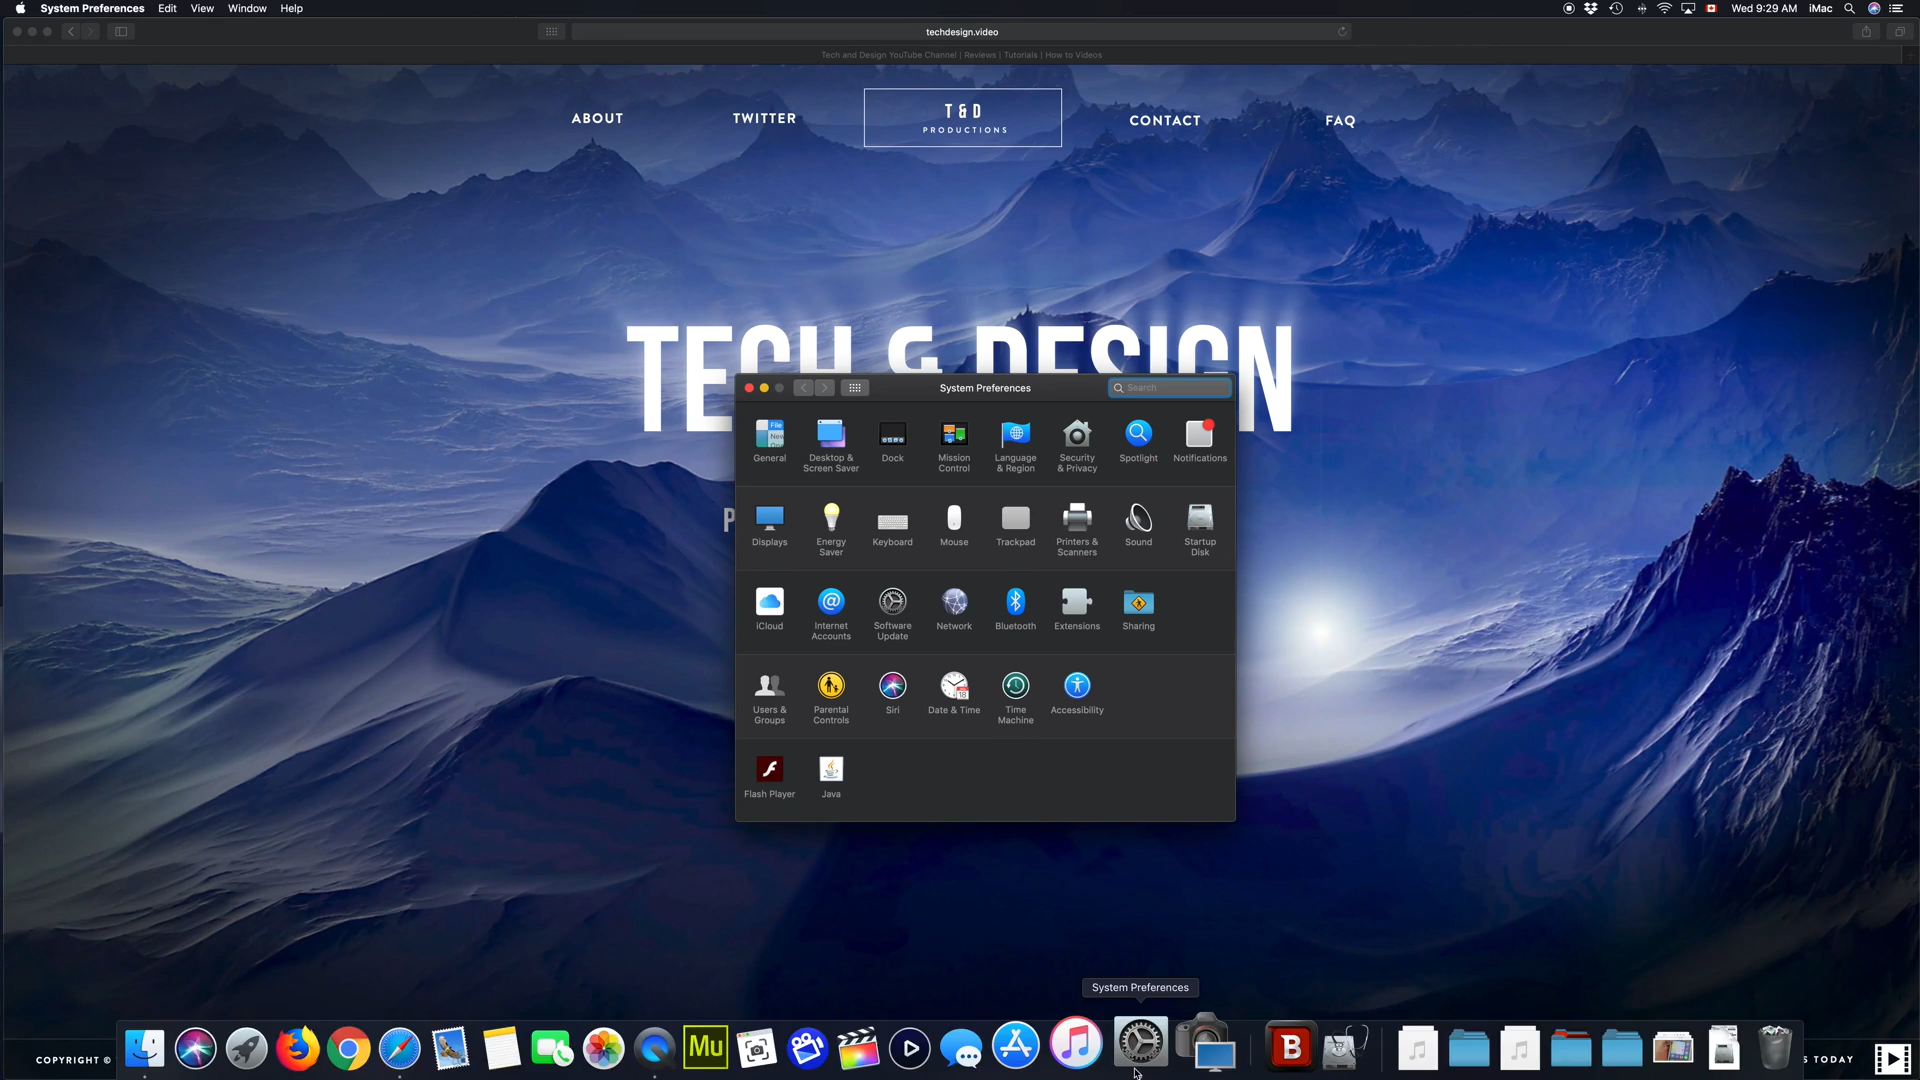 System Preferences Edit View Window Help
Wed 9:29 AM iMac
techdesign.video
Tech and Design YouTube Channel | Reviews | Tutorials | How to Videos
ABOUT
TWITTER
T&D
PRODUCTIONS
CONTACT
FAQ
TECH & DESIGN
System Preferences
Search
General
Desktop &
Screen Saver
Dock
Mission
Control
Language
& Region
Security
& Privacy
Spotlight
Notifications
Displays
Energy
Saver
Keyboard
Mouse
Trackpad
Printers &
Scanners
Sound
Startup
Disk
iCloud
Internet
Accounts
Software
Update
Network
Bluetooth
Extensions
Sharing
Users &
Groups
Parental
Controls
Siri
Date & Time
Time
Machine
Accessibility
Flash Player
Java
System Preferences
Mu
B
COPYRIGHT ©
S TODAY